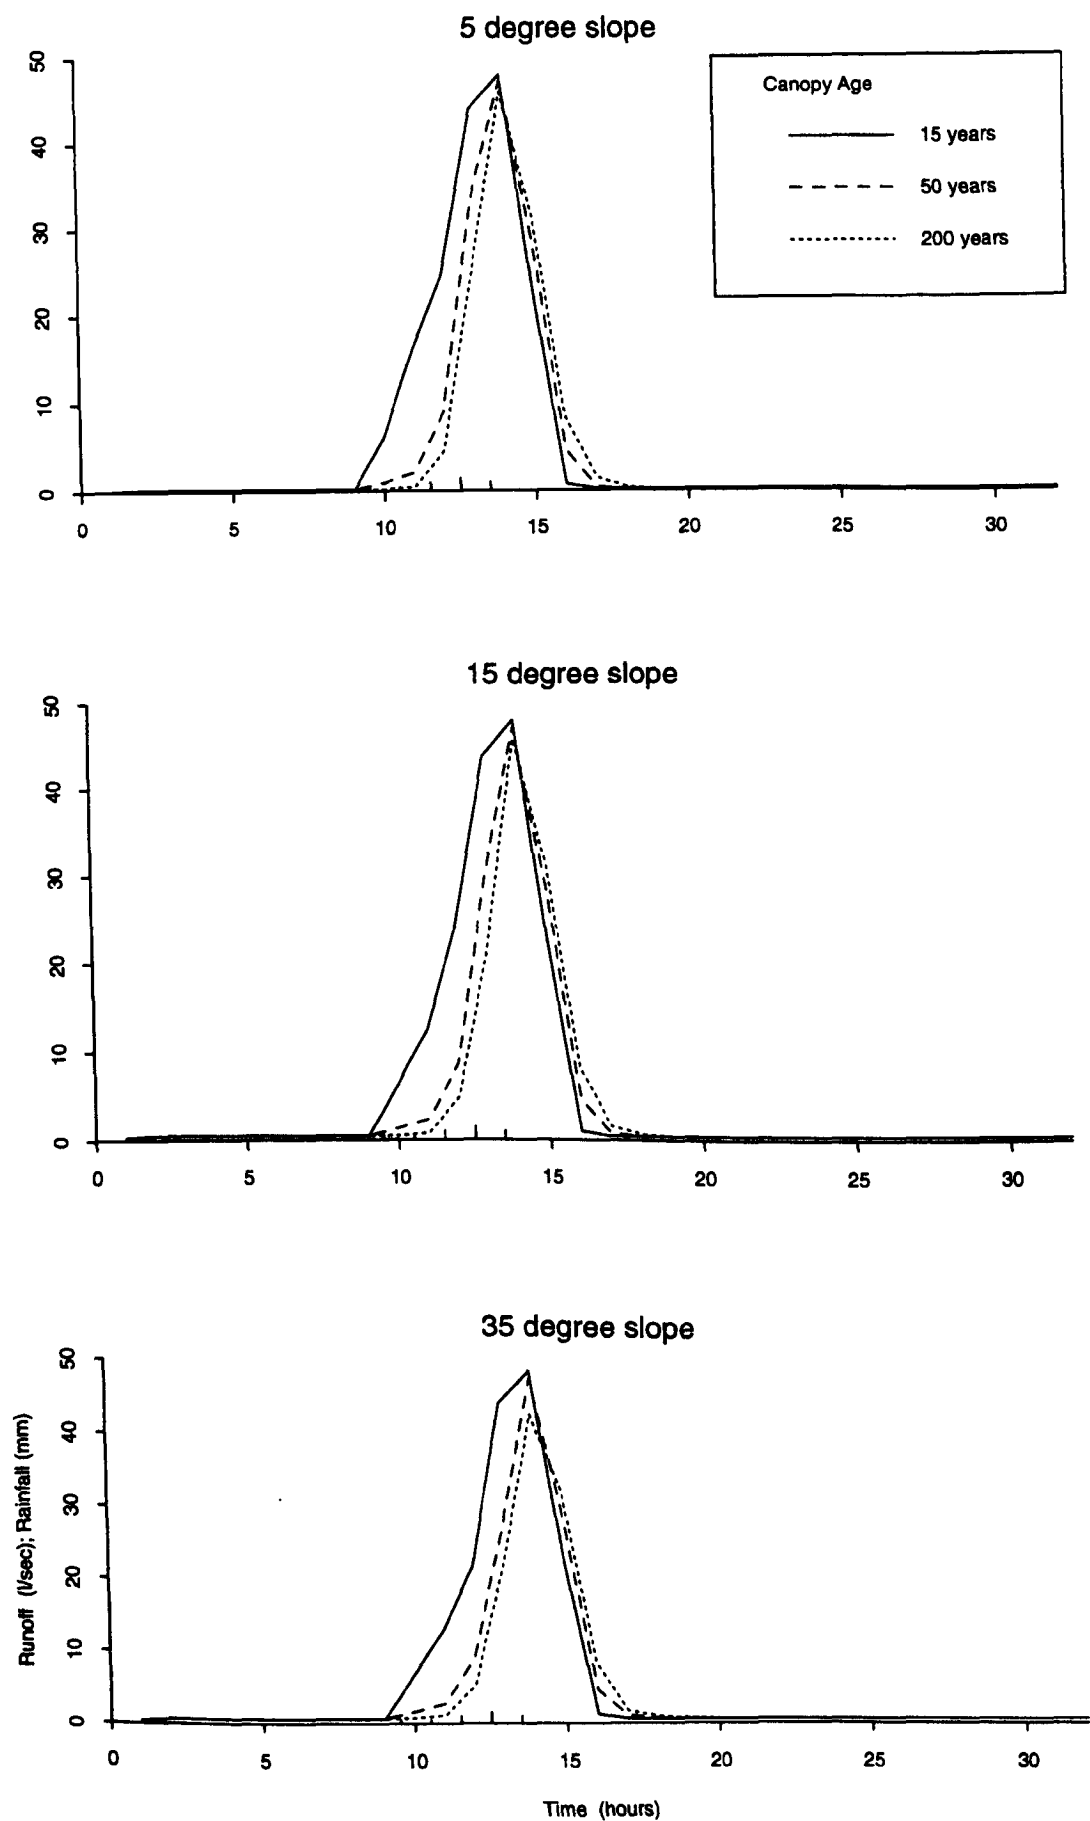 5 degree slope
Canopy Age
15 years
50 years
200 years
50
40
30
20
10
0
0 5 10 15 20 25 30
15 degree slope
50
40
30
20
10
0
0 5 10 15 20 25 30
35 degree slope
Runoff (l/sec); Rainfall (mm)
50
40
30
20
10
0
0 5 10 15 20 25 30
Time (hours)